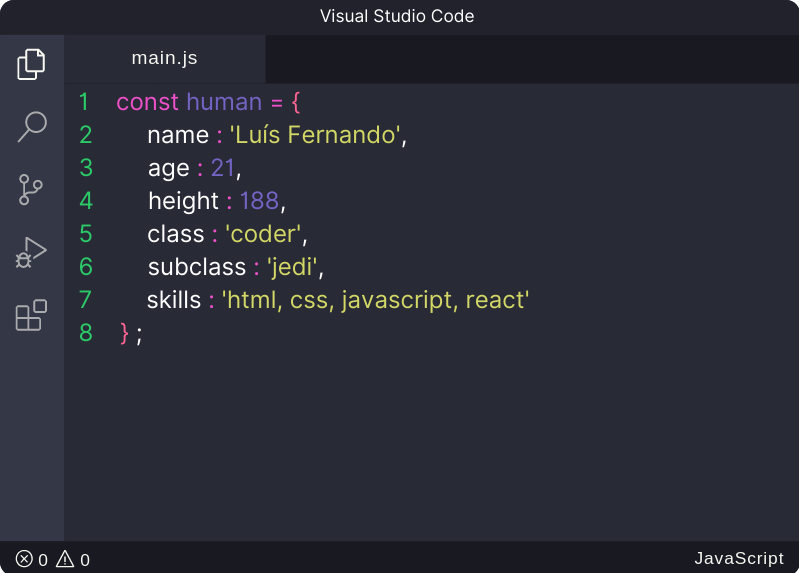 Visual Studio Code
main.js
1 const human = {
2 name : 'Luís Fernando',
3 age : 21,
4 height : 188,
5 class : 'coder',
6 subclass : 'jedi',
7 skills : 'html, css, javascript, react'
8 } ;
0 0 JavaScript